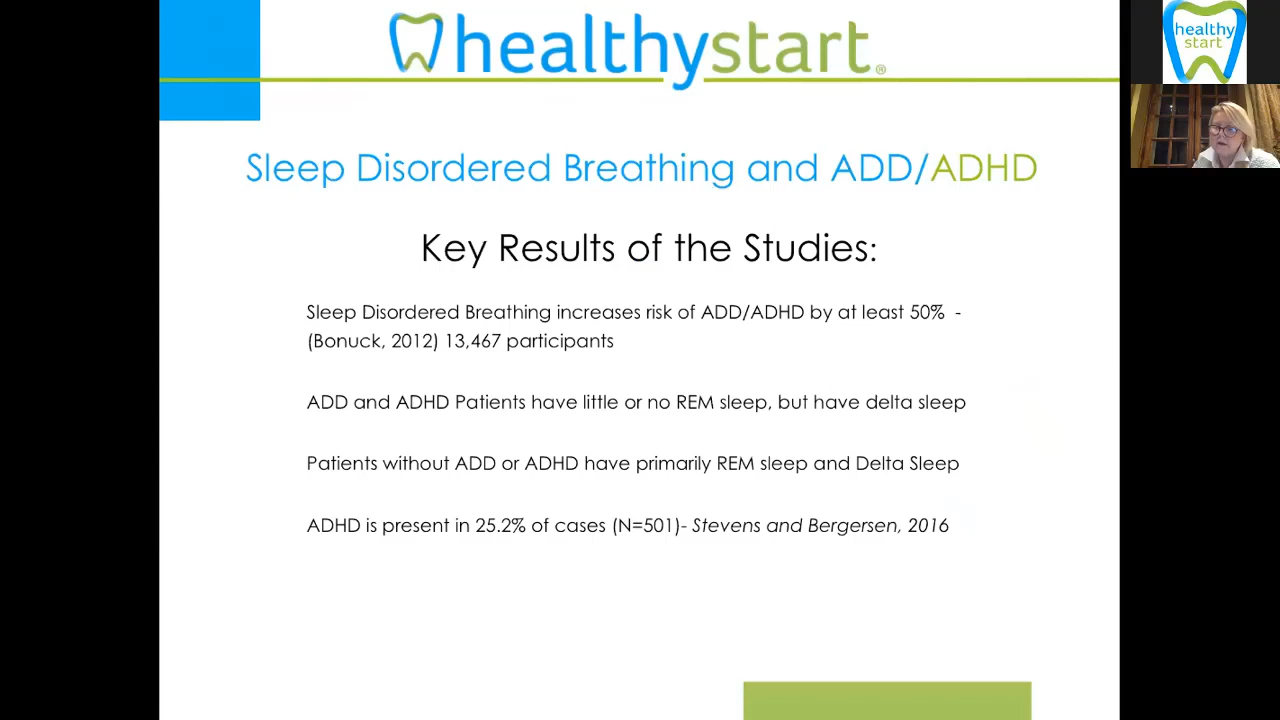 healthystart®
healthy
start
Sleep Disordered Breathing and ADD/ADHD
Key Results of the Studies:
Sleep Disordered Breathing increases risk of ADD/ADHD by at least 50% -
(Bonuck, 2012) 13,467 participants
ADD and ADHD Patients have little or no REM sleep, but have delta sleep
Patients without ADD or ADHD have primarily REM sleep and Delta Sleep
ADHD is present in 25.2% of cases (N=501)- Stevens and Bergersen, 2016